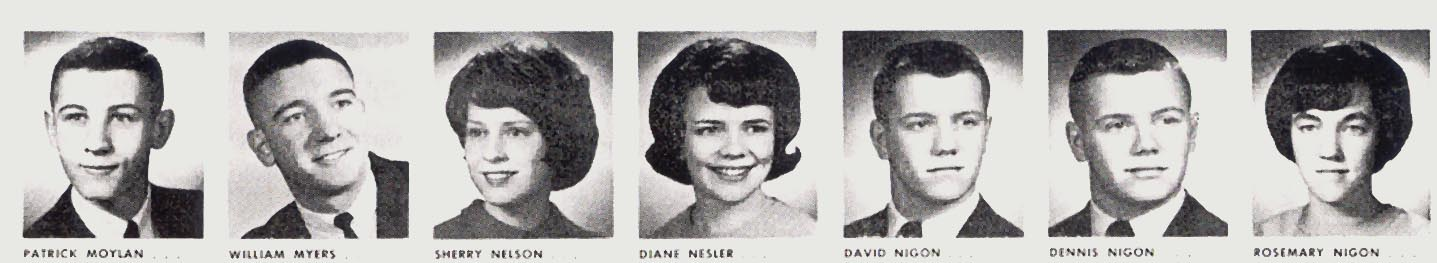 PATRICK MOYLAN . . .
WILLIAM MYERS .
SHERRY NELSON . . .
DIANE NESLER . . .
DAVID NIGON . . .
DENNIS NIGON . .
ROSEMARY NIGON . . .